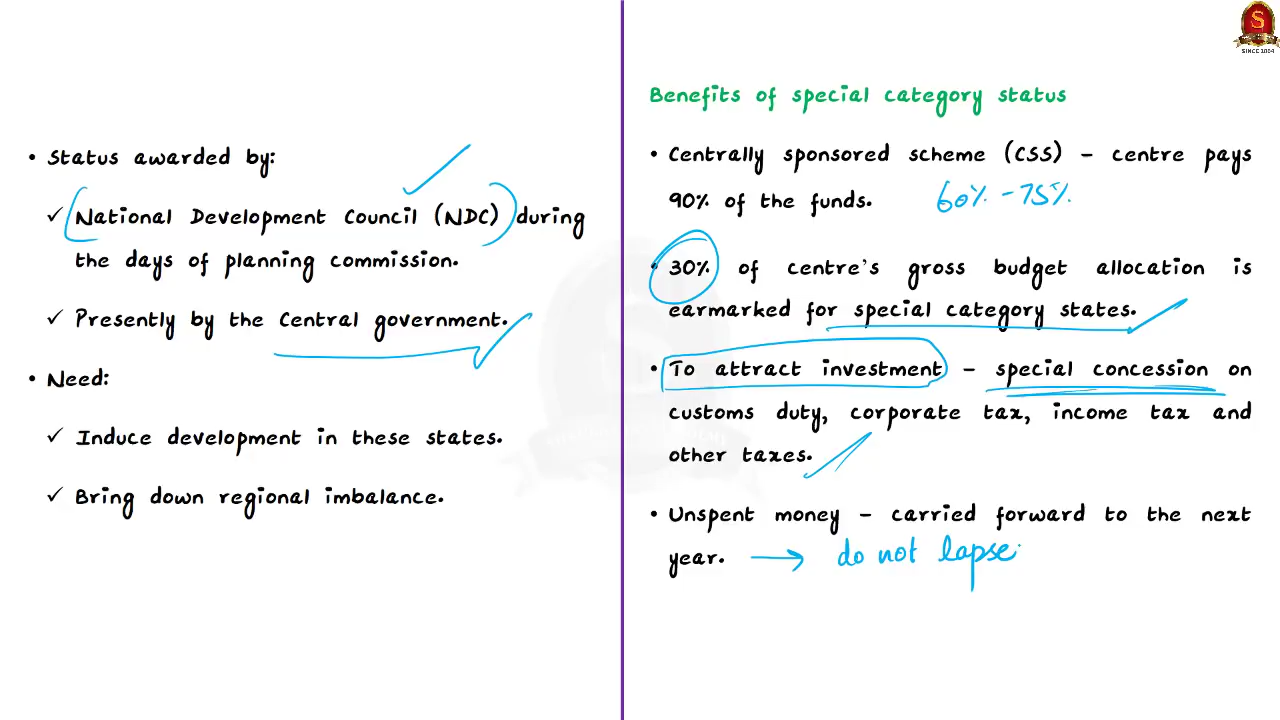 SINCE 1984
• Status awarded by:
✓ National Development Council (NDC) during
the days of planning commission.
✓ Presently by the Central government.
• Need:
✓ Induce development in these states.
✓ Bring down regional imbalance.
Benefits of special category status
• Centrally sponsored scheme (CSS) – centre pays
90% of the funds. 60% - 75%
• 30% of centre's gross budget allocation is
earmarked for special category states.
• To attract investment – special concession on
customs duty, corporate tax, income tax and
other taxes.
• Unspent money – carried forward to the next
year. → do not lapse.